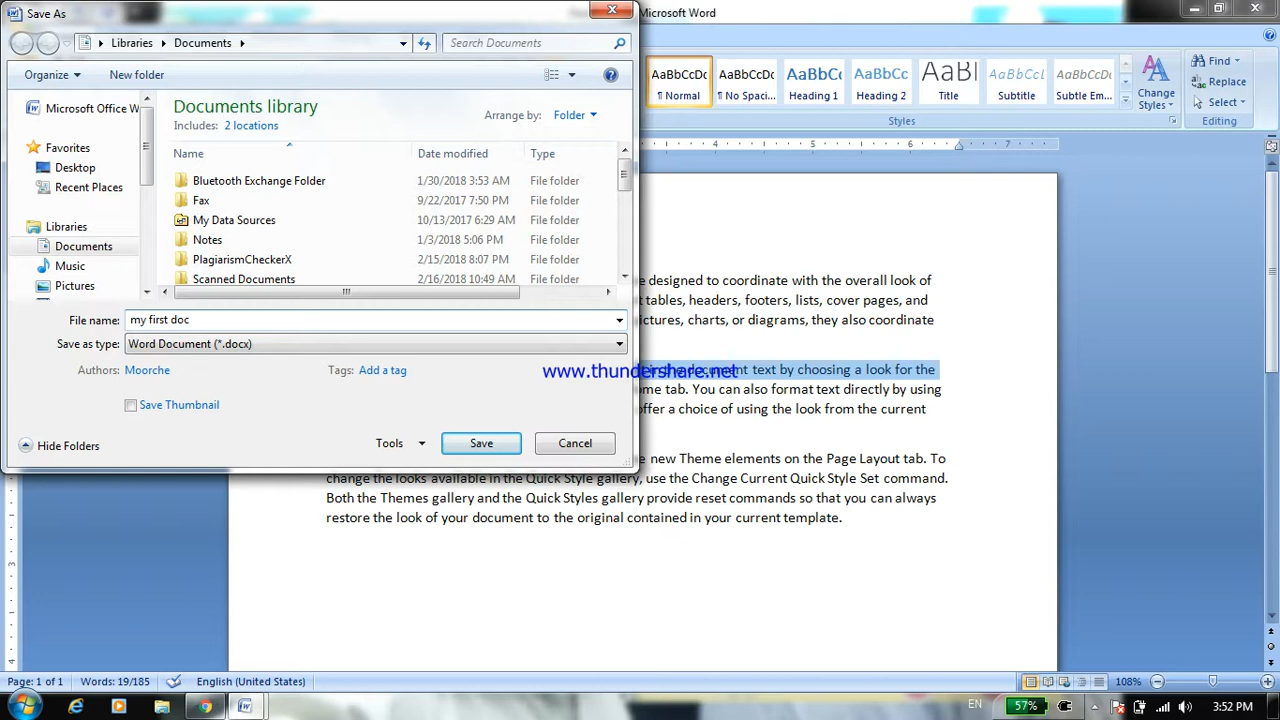 Save As
Microsoft Word
Libraries Documents
Search Documents
Organize
New folder
Microsoft Office W
Favorites
Desktop
Recent Places
Libraries
Documents
Music
Pictures
Documents library
Includes: 2 locations
Arrange by: Folder
Name Date modified Type
Bluetooth Exchange Folder 1/30/2018 3:53 AM File folder
Fax 9/22/2017 7:50 PM File folder
My Data Sources 10/13/2017 6:29 AM File folder
Notes 1/3/2018 5:06 PM File folder
PlagiarismCheckerX 2/15/2018 8:07 PM File folder
Scanned Documents 2/16/2018 10:49 AM File folder
File name: my first doc
Save as type: Word Document (*.docx)
Authors: Moorche Tags: Add a tag
Save Thumbnail
Hide Folders
Tools
Save
Cancel
AaBbCcDc AaBbCcDc AaBbC AaBbCc AaBl AaBbCc AaBbCcDc
¶ Normal ¶ No Spaci... Heading 1 Heading 2 Title Subtitle Subtle Em...
Change
Styles
Styles
Find
Replace
Select
Editing
4 5 6 7
e designed to coordinate with the overall look of
t tables, headers, footers, lists, cover pages, and
ictures, charts, or diagrams, they also coordinate
in the document text by choosing a look for the
www.thundershare.net
ome tab. You can also format text directly by using
offer a choice of using the look from the current
e new Theme elements on the Page Layout tab. To
change the looks available in the Quick Style gallery, use the Change Current Quick Style Set command.
Both the Themes gallery and the Quick Styles gallery provide reset commands so that you can always
restore the look of your document to the original contained in your current template.
3
4
Page: 1 of 1 Words: 19/185 English (United States) 108%
EN 57% 3:52 PM